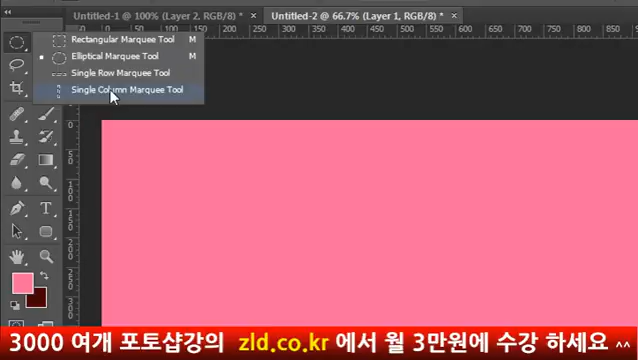 Untitled-1 @ 100% (Layer 2, RGB/8) * ×
Untitled-2 @ 66.7% (Layer 1, RGB/8) * ×
Rectangular Marquee Tool M
Elliptical Marquee Tool M
Single Row Marquee Tool
Single Column Marquee Tool
3000 여개 포토샵강의 zld.co.kr 에서 월 3만원에 수강 하세요 ^^